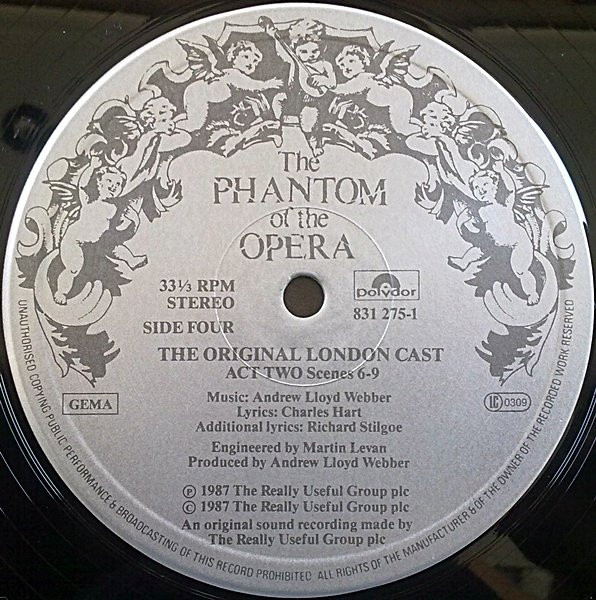 The
PHANTOM
of the
OPERA
33⅓ RPM
STEREO
SIDE FOUR
polydor
831 275-1
THE ORIGINAL LONDON CAST
ACT TWO Scenes 6-9
GEMA
LC 0309
Music: Andrew Lloyd Webber
Lyrics: Charles Hart
Additional lyrics: Richard Stilgoe
Engineered by Martin Levan
Produced by Andrew Lloyd Webber
℗ 1987 The Really Useful Group plc
© 1987 The Really Useful Group plc
An original sound recording made by
The Really Useful Group plc
UNAUTHORISED COPYING PUBLIC PERFORMANCE & BROADCASTING OF THIS RECORD PROHIBITED ALL RIGHTS OF THE MANUFACTURER & OF THE OWNER OF THE RECORDED WORK RESERVED